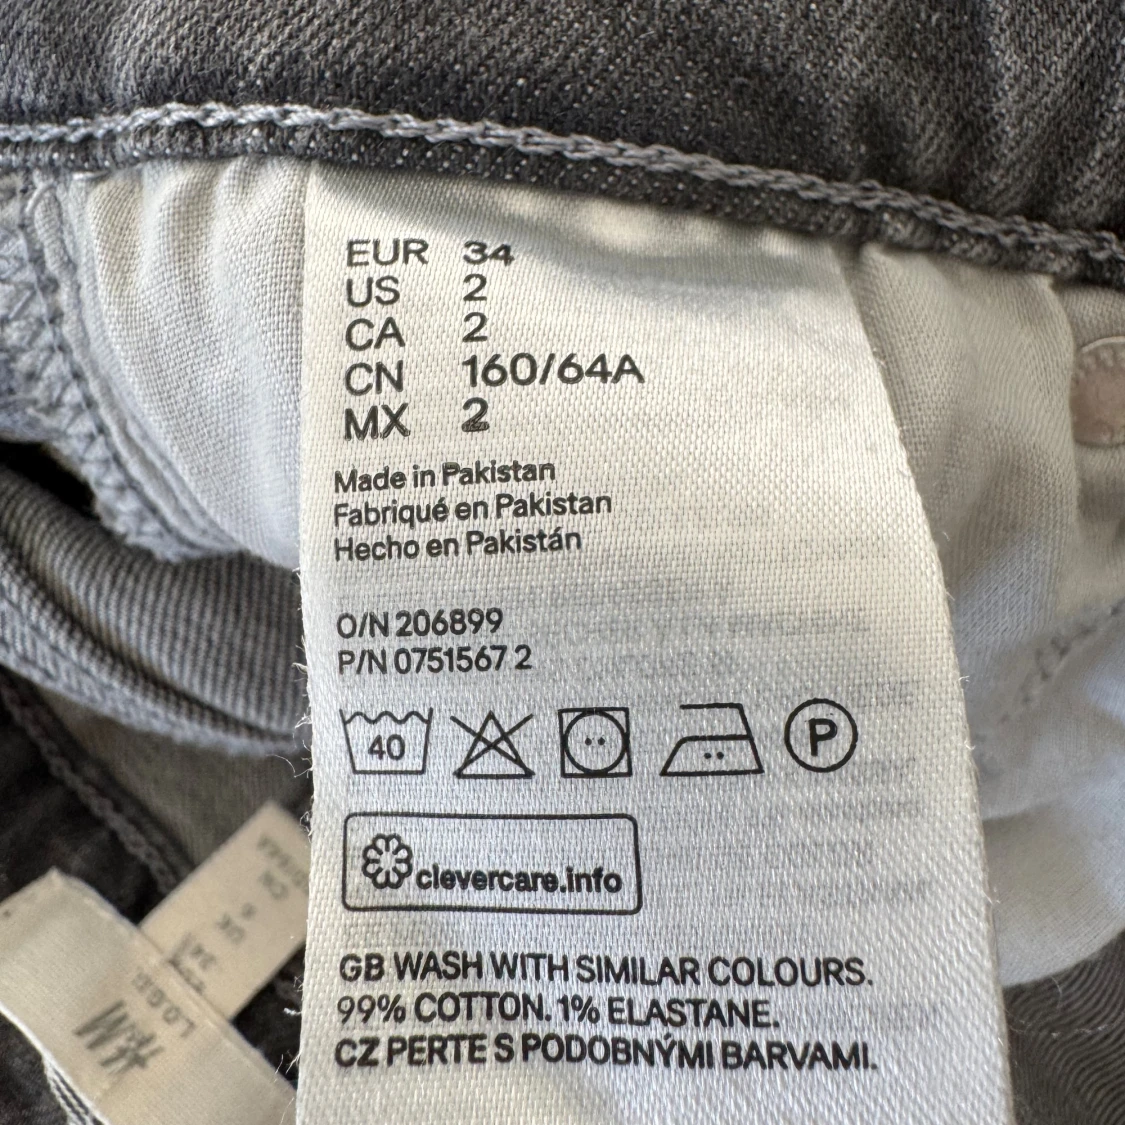 EUR 34
US 2
CA 2
CN 160/64A
MX 2
Made in Pakistan
Fabriqué en Pakistan
Hecho en Pakistán
O/N 206899
P/N 0751567 2
40
P
clevercare.info
GB WASH WITH SIMILAR COLOURS.
99% COTTON. 1% ELASTANE.
CZ PERTE S PODOBNÝMI BARVAMI.
L.O.G.G.
H&M